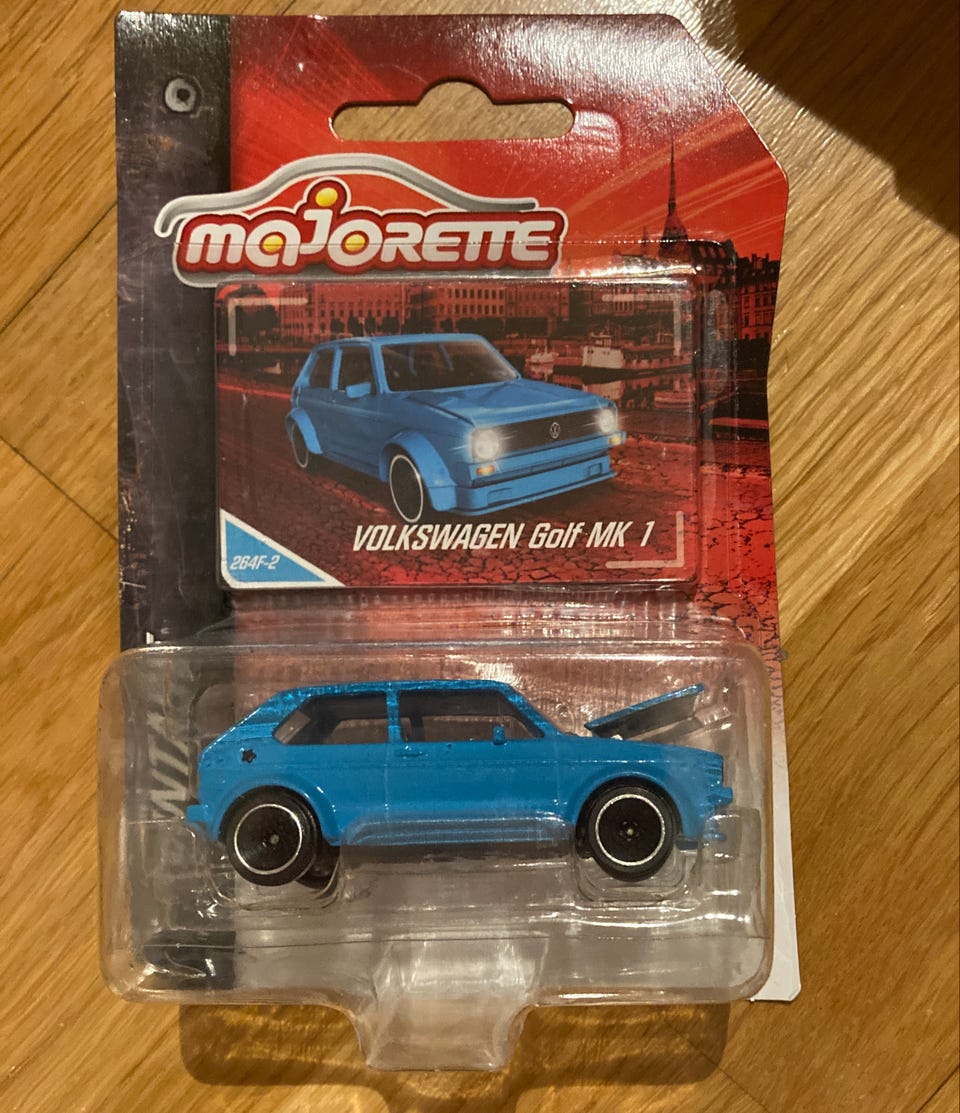 MAJORETTE
VOLKSWAGEN Golf MK 1
264F-2